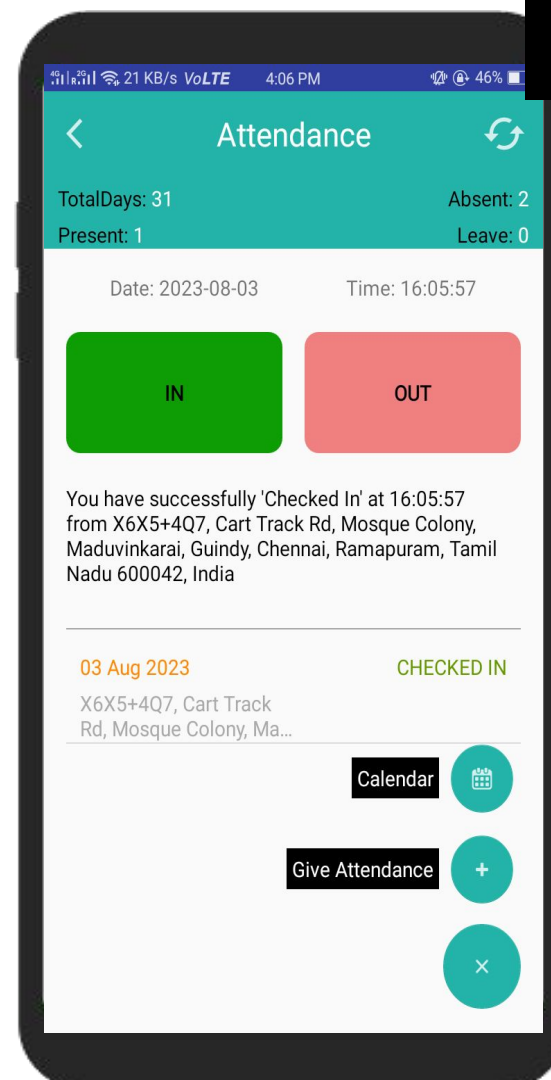 4G R 2G 21 KB/s VoLTE 4:06 PM 46%
Attendance
TotalDays: 31 Absent: 2
Present: 1 Leave: 0
Date: 2023-08-03 Time: 16:05:57
IN OUT
You have successfully 'Checked In' at 16:05:57
from X6X5+4Q7, Cart Track Rd, Mosque Colony,
Maduvinkarai, Guindy, Chennai, Ramapuram, Tamil
Nadu 600042, India
03 Aug 2023 CHECKED IN
X6X5+4Q7, Cart Track
Rd, Mosque Colony, Ma...
Calendar
Give Attendance